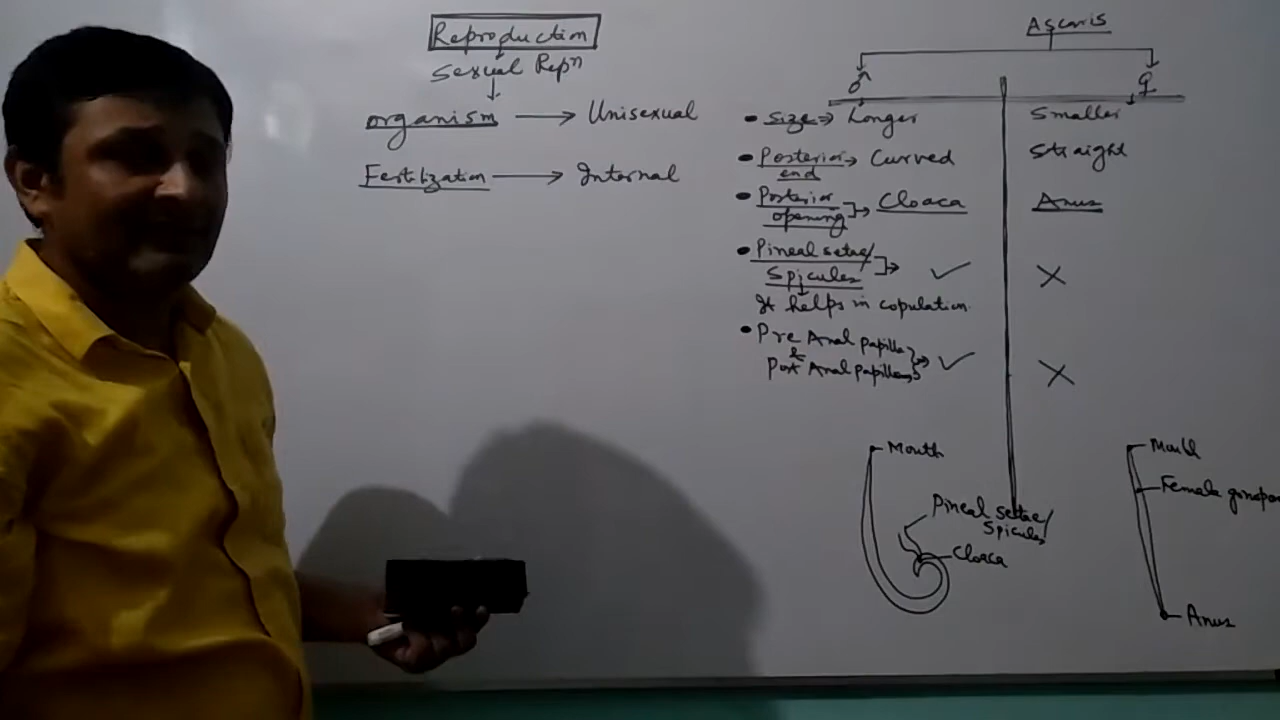 Reproduction
Sexual Repn
organism → Unisexual
Fertilization → Internal
Ascaris
♂ ♀
• Size → Longer Smaller
• Posterior end → Curved Straight
• Posterior opening → Cloaca Anus
• Pineal setae/ Spicules → ✓ ✗
It helps in copulation.
• Pre Anal papillae & Post Anal papillae → ✓ ✗
Mouth
Pineal setae/
Spicules
Cloaca
Mouth
Female gonopo
Anus